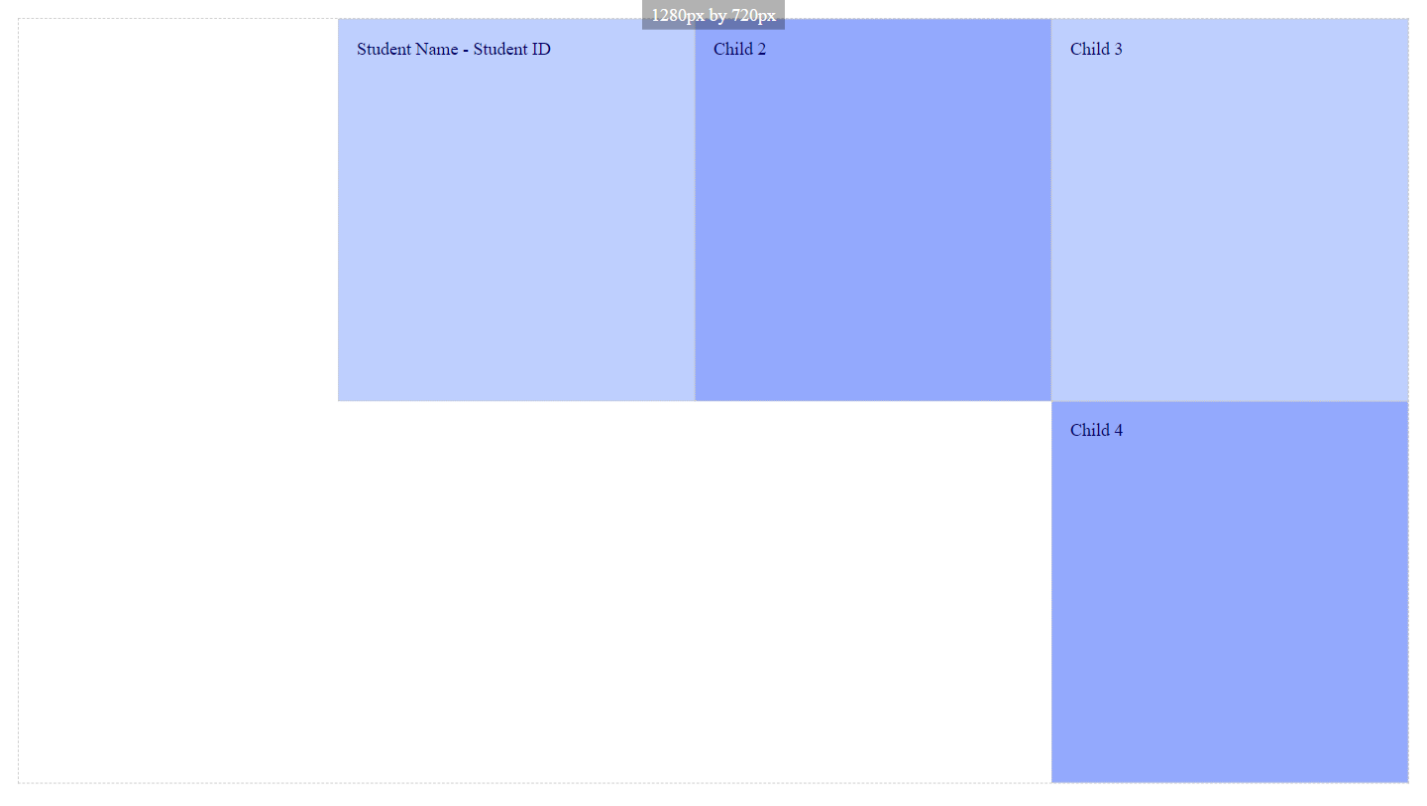 1280px by 720px
Student Name - Student ID
Child 2
Child 3
Child 4